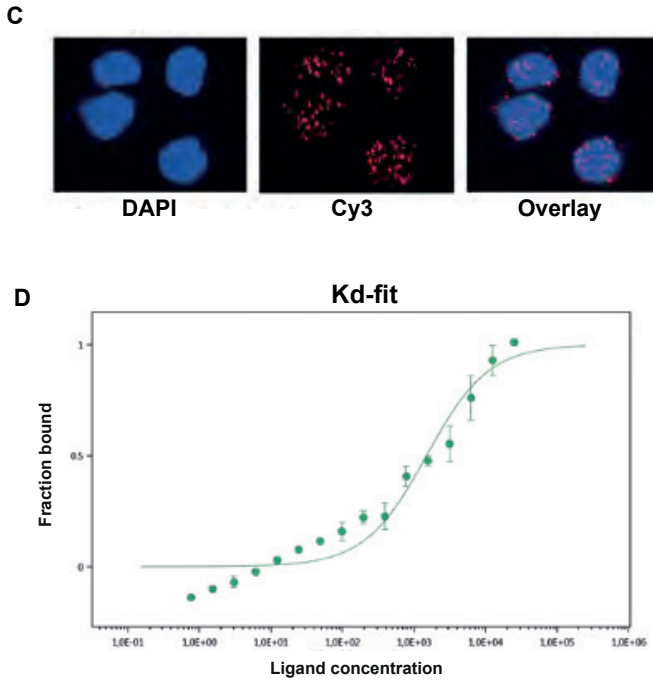 C
DAPI Cy3 Overlay
D
Kd-fit
Fraction bound
1
0.5
0
1,0E-01 1,0E+00 1,0E+01 1,0E+02 1,0E+03 1,0E+04 1,0E+05 1,0E+06
Ligand concentration